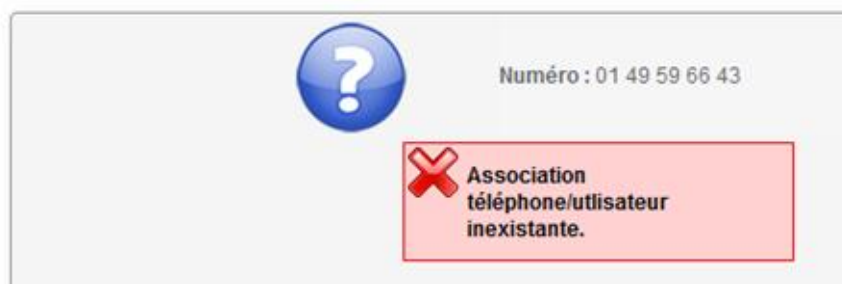 Numéro : 01 49 59 66 43
Association
téléphone/utlisateur
inexistante.